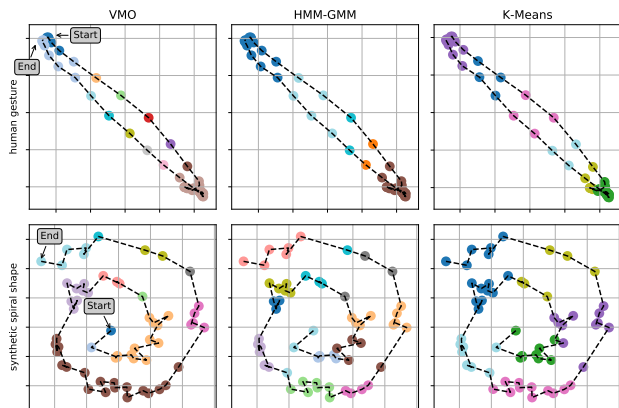 VMO HMM-GMM K-Means
Start
End
human gesture
End
Start
synthetic spiral shape